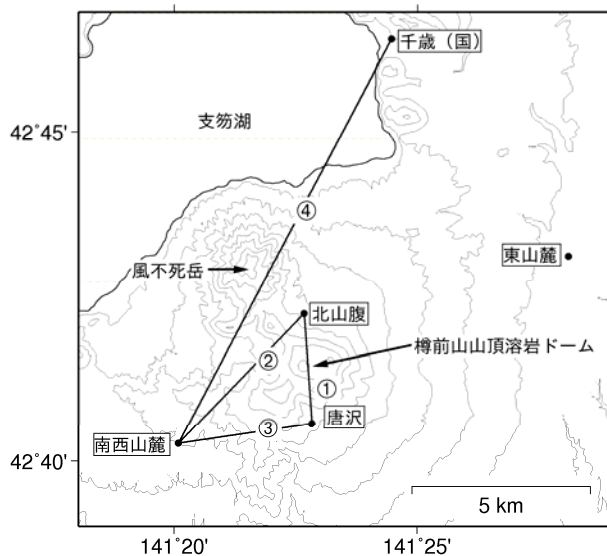 千歳(国)
42˚45'
支笏湖
④
東山麓
風不死岳
北山腹
樽前山山頂溶岩ドーム
②
①
唐沢
③
南西山麓
42˚40'
5 km
141˚20'
141˚25'